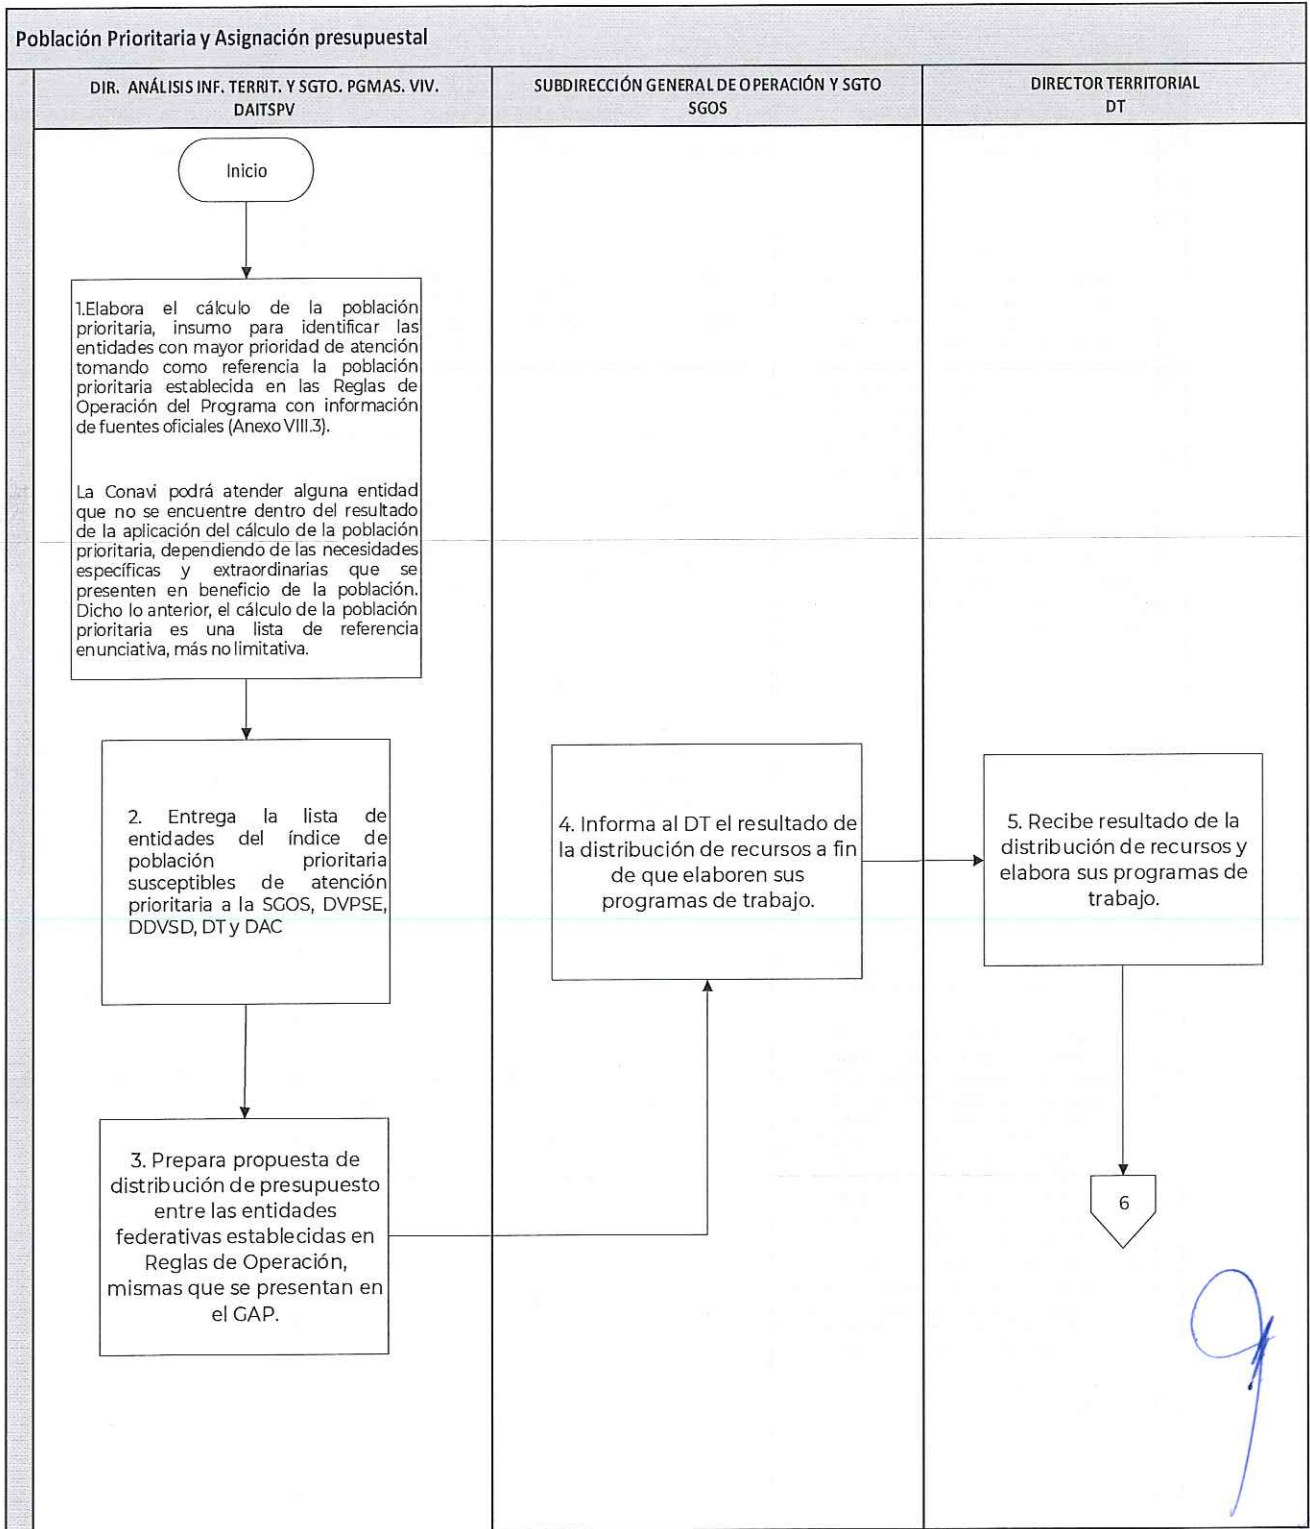 Población Prioritaria y Asignación presupuestal
DIR. ANÁLISIS INF. TERRIT. Y SGTO. PGMAS. VIV.
DAITSPV
SUBDIRECCIÓN GENERAL DE OPERACIÓN Y SGTO
SGOS
DIRECTOR TERRITORIAL
DT
Inicio
1.Elabora el cálculo de la población
prioritaria, insumo para identificar las
entidades con mayor prioridad de atención
tomando como referencia la población
prioritaria establecida en las Reglas de
Operación del Programa con información
de fuentes oficiales (Anexo VIII.3).
La Conavi podrá atender alguna entidad
que no se encuentre dentro del resultado
de la aplicación del cálculo de la población
prioritaria, dependiendo de las necesidades
específicas y extraordinarias que se
presenten en beneficio de la población.
Dicho lo anterior, el cálculo de la población
prioritaria es una lista de referencia
enunciativa, más no limitativa.
2. Entrega la lista de
entidades del índice de
población prioritaria
susceptibles de atención
prioritaria a la SGOS, DVPSE,
DDVSD, DT y DAC
3. Prepara propuesta de
distribución de presupuesto
entre las entidades
federativas establecidas en
Reglas de Operación,
mismas que se presentan en
el GAP.
4. Informa al DT el resultado de
la distribución de recursos a fin
de que elaboren sus
programas de trabajo.
5. Recibe resultado de la
distribución de recursos y
elabora sus programas de
trabajo.
6